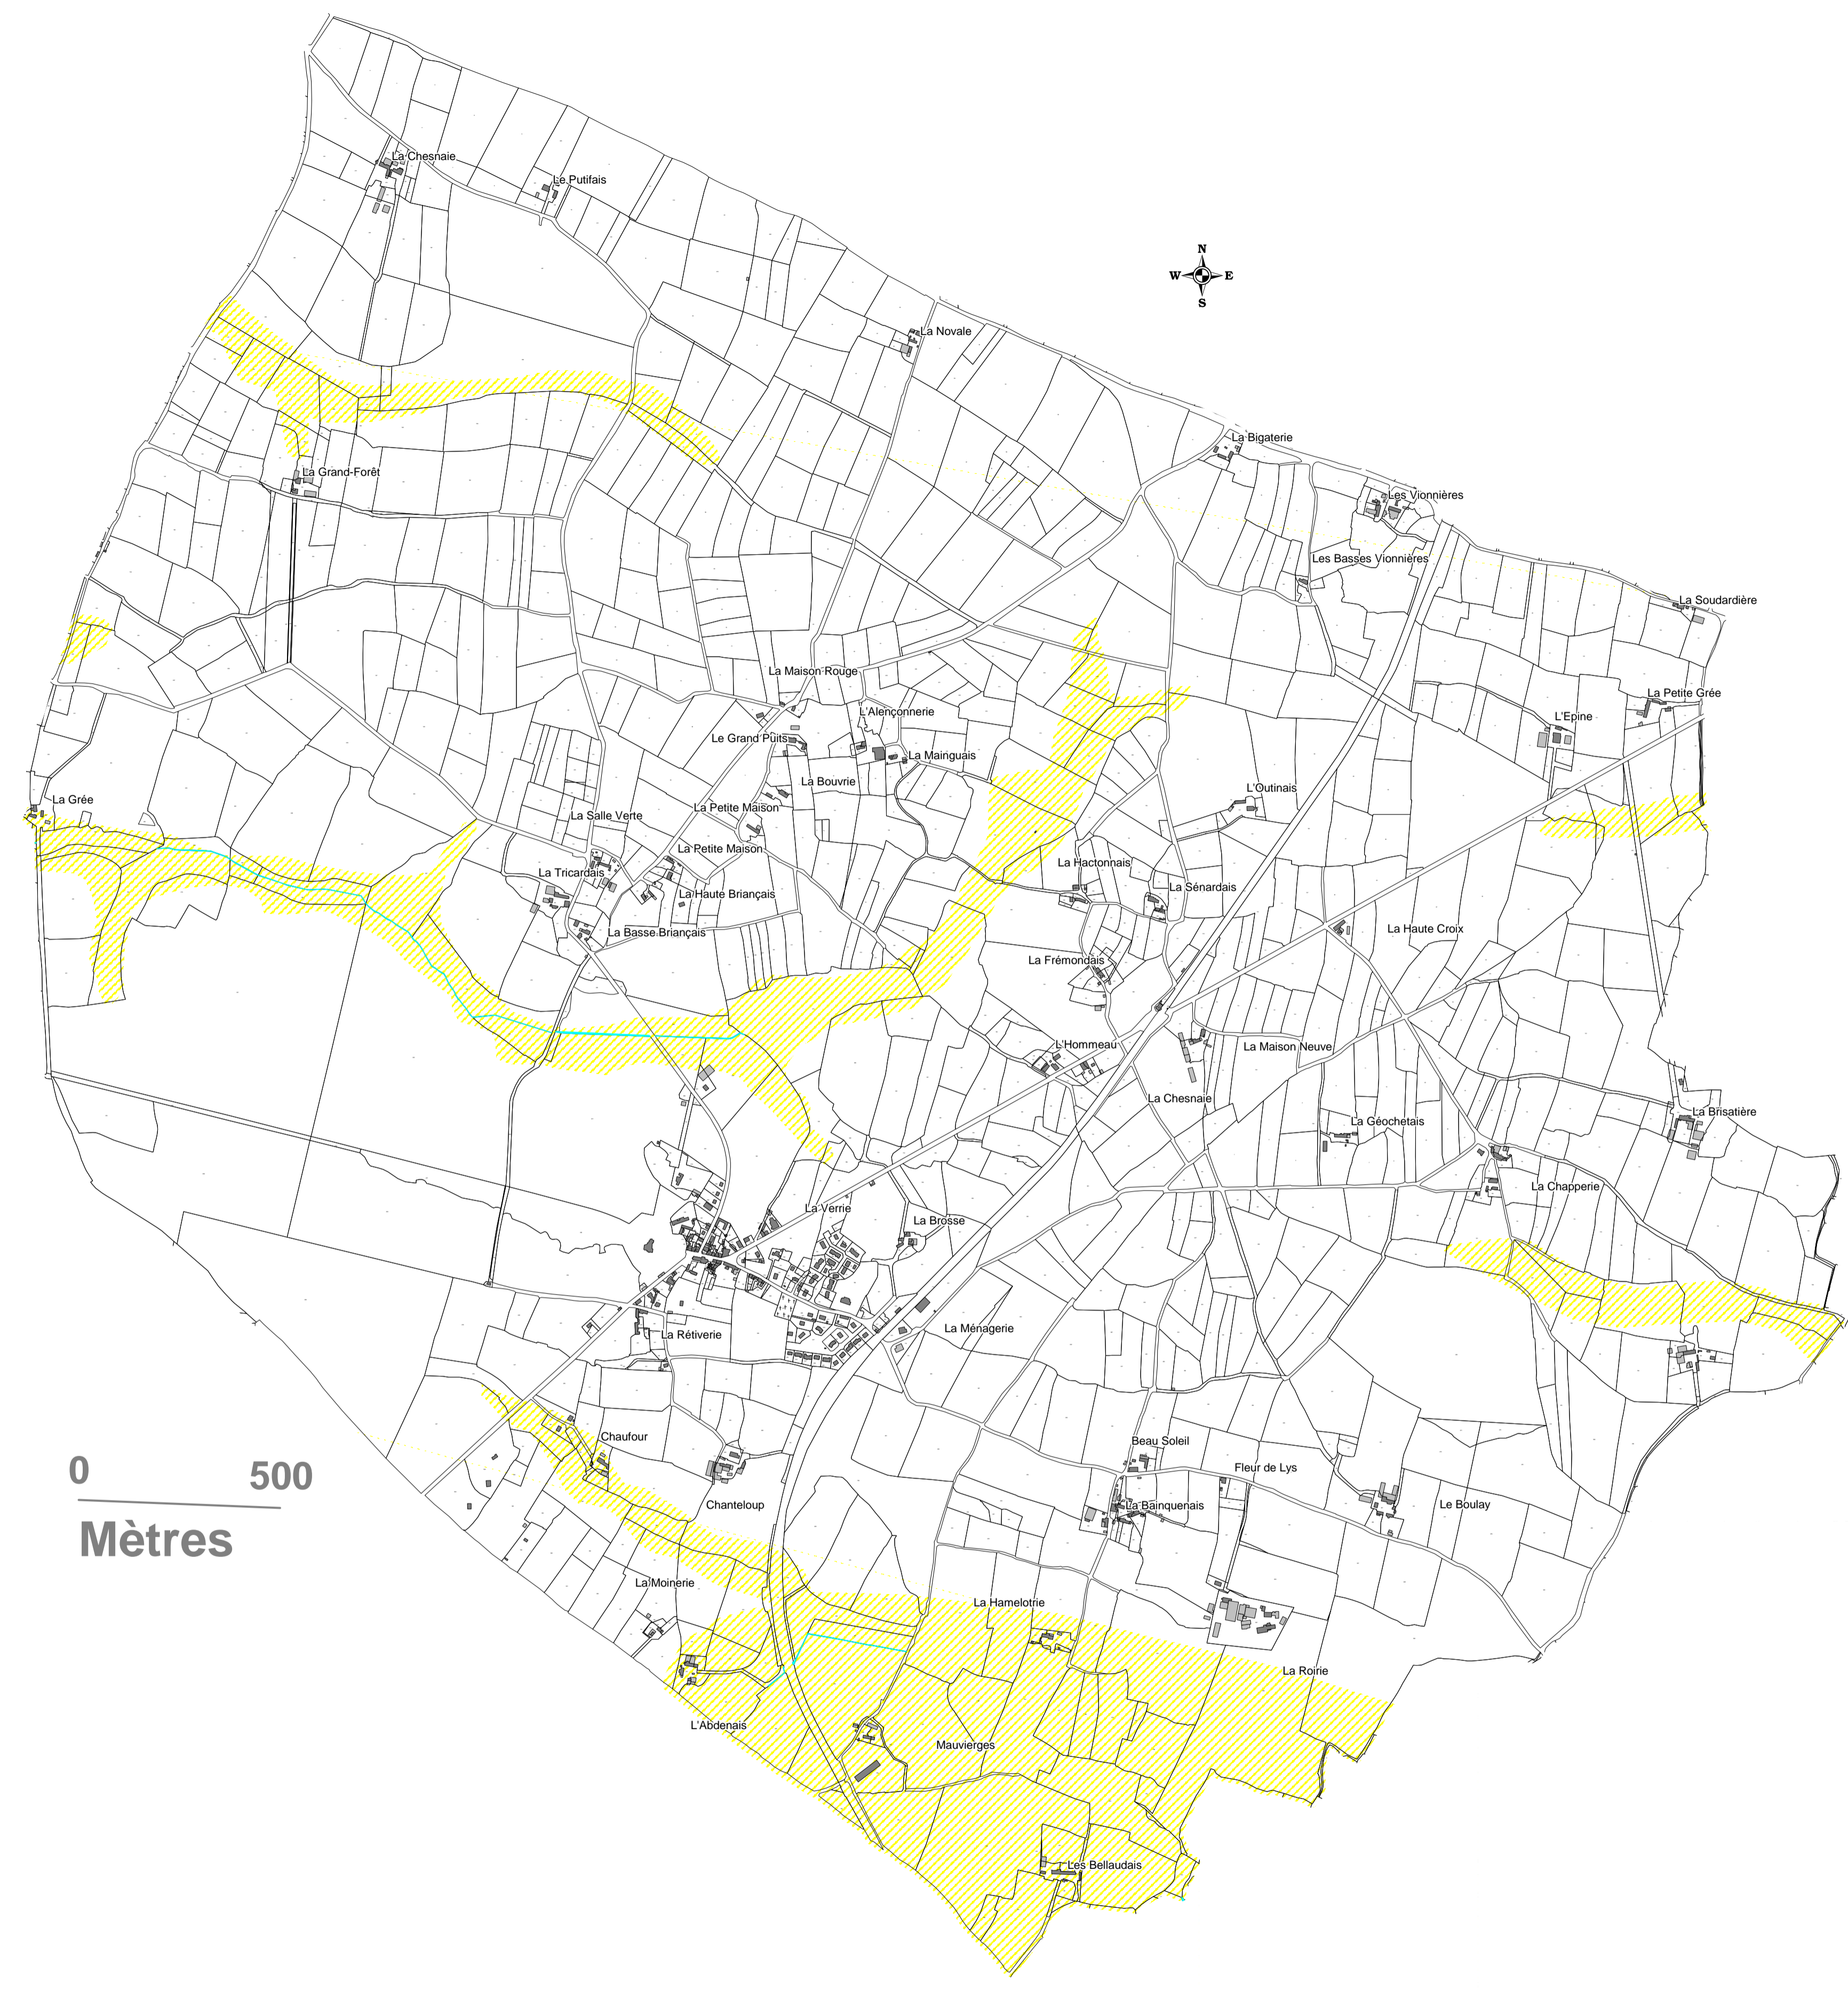 La Chesnaie
Le Putifais
N
W E
S
La Novale
La Bigaterie
La Grand-Forêt
Les Vionnières
Les Basses Vionnières
La Soudardière
La Maison Rouge
La Petite Grée
L'Alençonnerie
L'Epine
Le Grand Puits
La Mainguais
La Bouvrie
L'Outinais
La Grée
La Petite Maison
La Salle Verte
La Petite Maison
La Hactonnais
La Tricardais
La Sénardais
La Haute Briançais
La Haute Croix
La Basse Briançais
La Frémondais
L'Hommeau
La Maison Neuve
La Chesnaie
La Brisatière
La Géochetais
La Chapperie
La Verrie
La Brosse
La Ménagerie
La Rétiverie
Chaufour
Beau Soleil
Fleur de Lys
0 500
Mètres
Chanteloup
La Bainquenais
Le Boulay
La Moinerie
La Hamelotrie
La Roirie
L'Abdenais
Mauvierges
Les Bellaudais